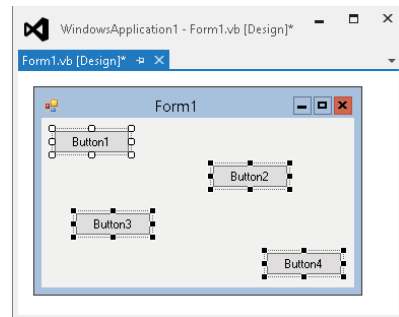 WindowsApplication1 - Form1.vb [Design]*
Form1.vb [Design]*
Form1
Button1
Button2
Button3
Button4